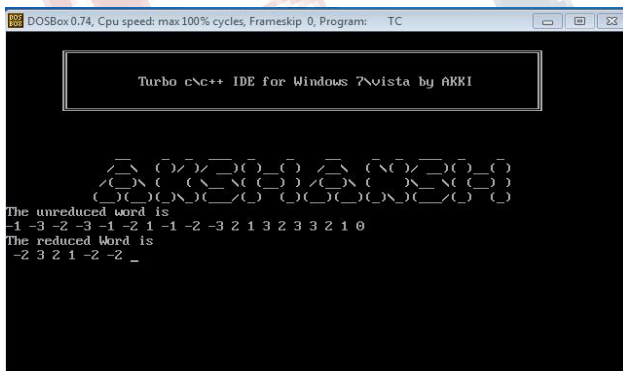 DOSBox 0.74, Cpu speed: max 100% cycles, Frameskip 0, Program: TC
Turbo c\c++ IDE for Windows 7\vista by AKKI
AKSHANSH
The unreduced word is
-1 -3 -2 -3 -1 -2 1 -1 -2 -3 2 1 3 2 3 3 2 1 0
The reduced Word is
-2 3 2 1 -2 -2 _